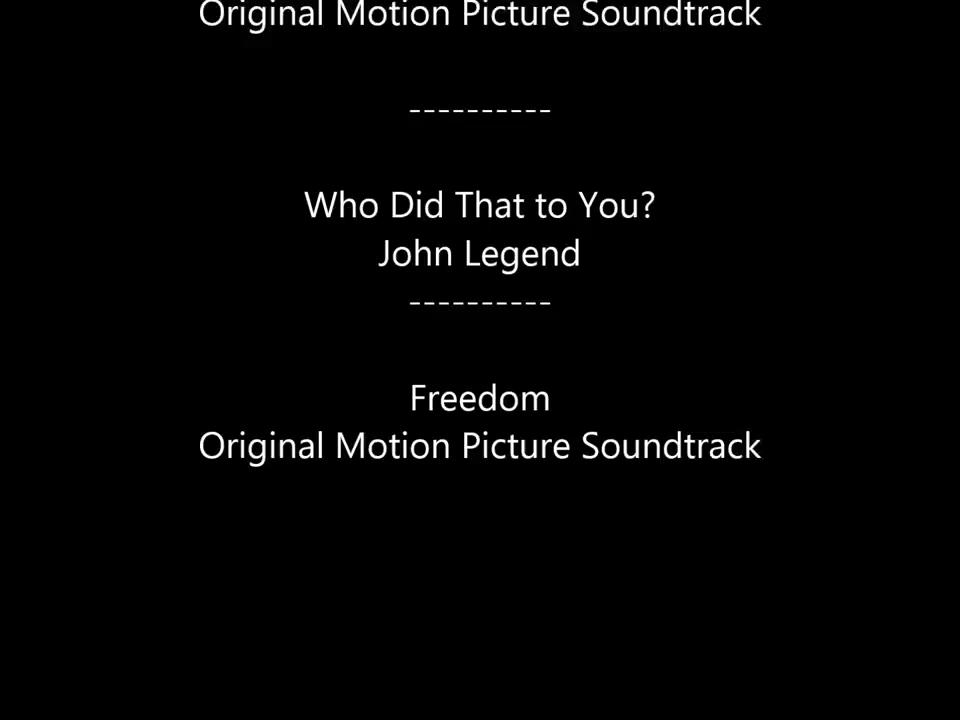 Original Motion Picture Soundtrack
----------
Who Did That to You?
John Legend
----------
Freedom
Original Motion Picture Soundtrack